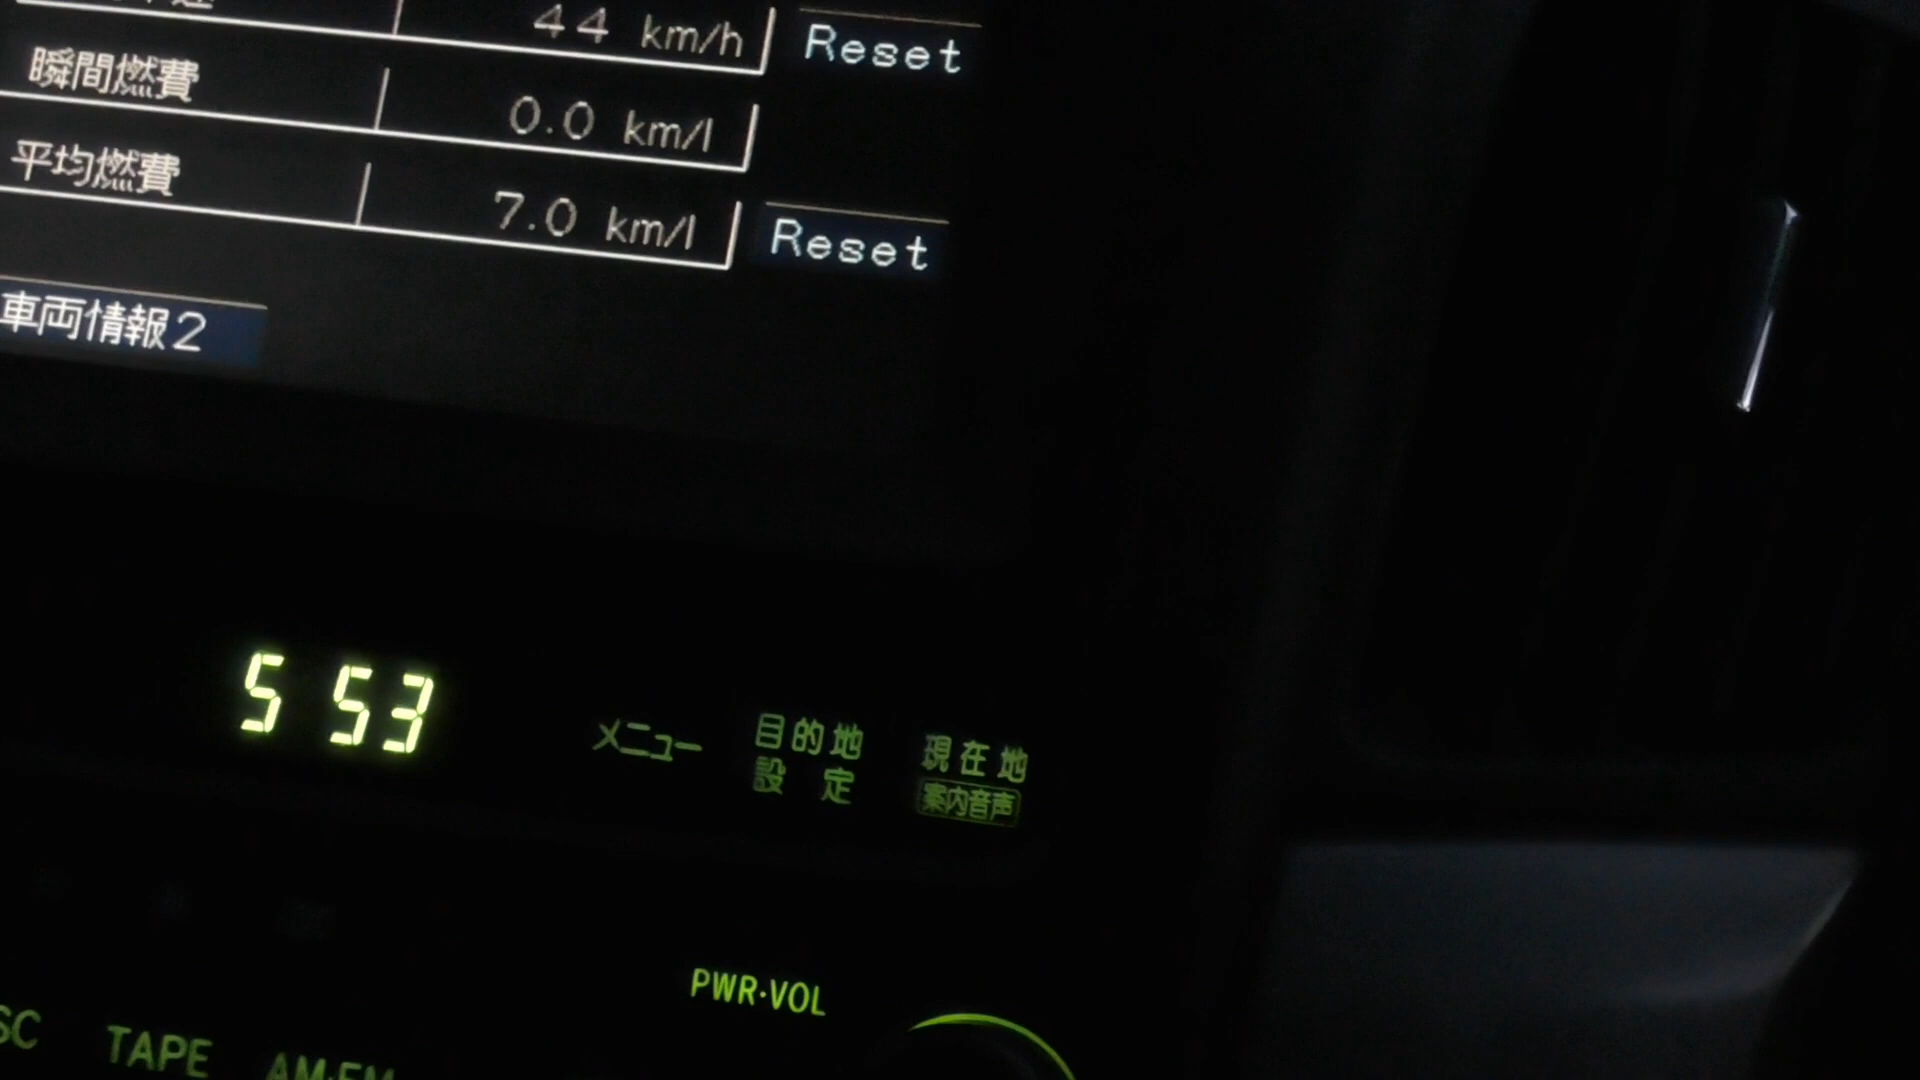 44 km/h Reset
瞬間燃費 0.0 km/l
平均燃費 7.0 km/l Reset
車両情報2
5 53
メニュー 目的地設定 現在地
案内音声
PWR·VOL
TAPE AM·FM